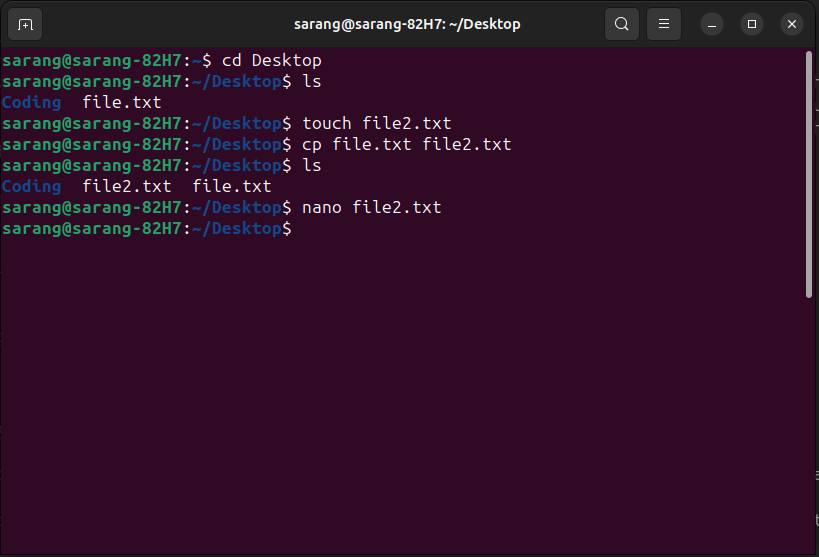 sarang@sarang-82H7: ~/Desktop
sarang@sarang-82H7:~$ cd Desktop
sarang@sarang-82H7:~/Desktop$ ls
Coding  file.txt
sarang@sarang-82H7:~/Desktop$ touch file2.txt
sarang@sarang-82H7:~/Desktop$ cp file.txt file2.txt
sarang@sarang-82H7:~/Desktop$ ls
Coding  file2.txt  file.txt
sarang@sarang-82H7:~/Desktop$ nano file2.txt
sarang@sarang-82H7:~/Desktop$